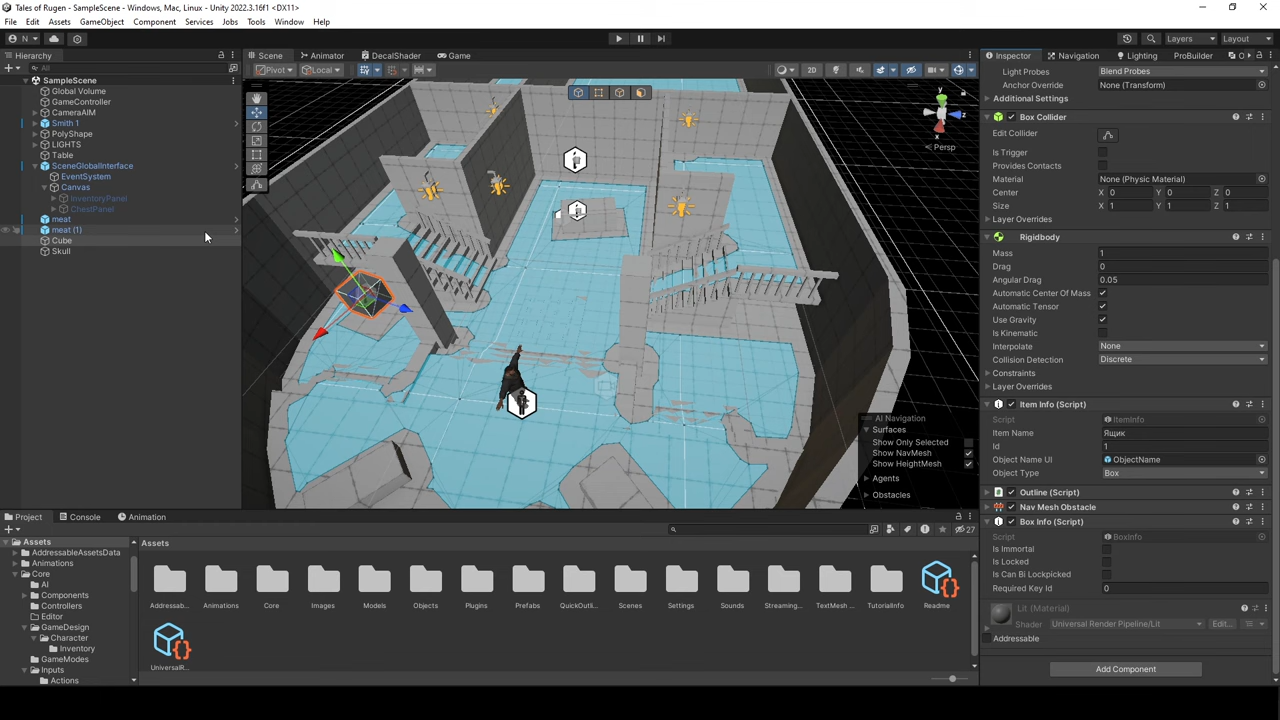 Tales of Rugen - SampleScene - Windows, Mac, Linux - Unity 2022.3.16f1 <DX11>
File Edit Assets GameObject Component Services Jobs Tools Window Help
N
Layers Layout
Hierarchy
All
SampleScene
Global Volume
GameController
CameraAIM
Smith 1
PolyShape
LIGHTS
Table
SceneGlobalInterface
EventSystem
Canvas
InventoryPanel
ChestPanel
meat
meat (1)
Cube
Skull
Scene Animator DecalShader Game
Pivot Local
2D
y
x
z
Persp
AI Navigation
Surfaces
Show Only Selected
Show NavMesh
Show HeightMesh
Agents
Obstacles
Inspector Navigation Lighting ProBuilder O
Light Probes Blend Probes
Anchor Override None (Transform)
Additional Settings
Box Collider
Edit Collider
Is Trigger
Provides Contacts
Material None (Physic Material)
Center X 0 Y 0 Z 0
Size X 1 Y 1 Z 1
Layer Overrides
Rigidbody
Mass 1
Drag 0
Angular Drag 0.05
Automatic Center Of Mass
Automatic Tensor
Use Gravity
Is Kinematic
Interpolate None
Collision Detection Discrete
Constraints
Layer Overrides
Item Info (Script)
Script ItemInfo
Item Name Ящик
Id 1
Object Name UI ObjectName
Object Type Box
Outline (Script)
Nav Mesh Obstacle
Box Info (Script)
Script BoxInfo
Is Immortal
Is Locked
Is Can Bi Lockpicked
Required Key Id 0
Lit (Material)
Shader Universal Render Pipeline/Lit Edit...
Addressable
Add Component
Project Console Animation
27
Assets
AddressableAssetsData
Animations
Core
AI
Components
Controllers
Editor
GameDesign
Character
Inventory
GameModes
Inputs
Actions
Assets
Addressab... Animations Core Images Models Objects Plugins Prefabs QuickOutli... Scenes Settings Sounds Streaming... TextMesh ... TutorialInfo Readme
UniversalR...